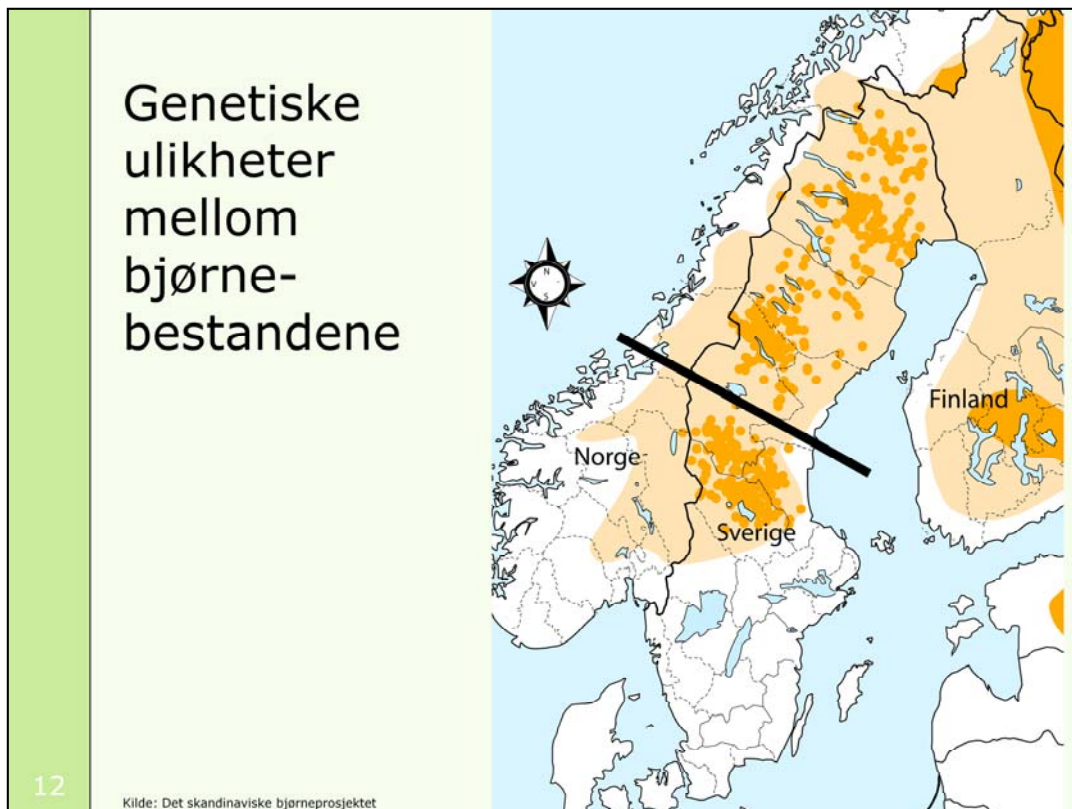 Genetiske
ulikheter
mellom
bjørne-
bestandene
N
W
S
Norge
Sverige
Finland
12
Kilde: Det skandinaviske bjørneprosjektet